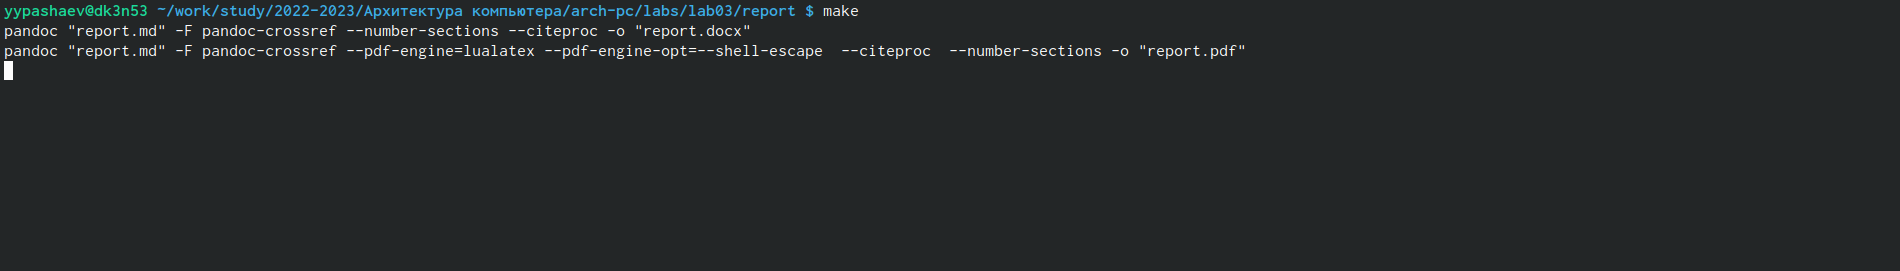 yypashaev@dk3n53 ~/work/study/2022-2023/Архитектура компьютера/arch-pc/labs/lab03/report $ make
pandoc "report.md" -F pandoc-crossref --number-sections --citeproc -o "report.docx"
pandoc "report.md" -F pandoc-crossref --pdf-engine=lualatex --pdf-engine-opt=--shell-escape  --citeproc  --number-sections -o "report.pdf"